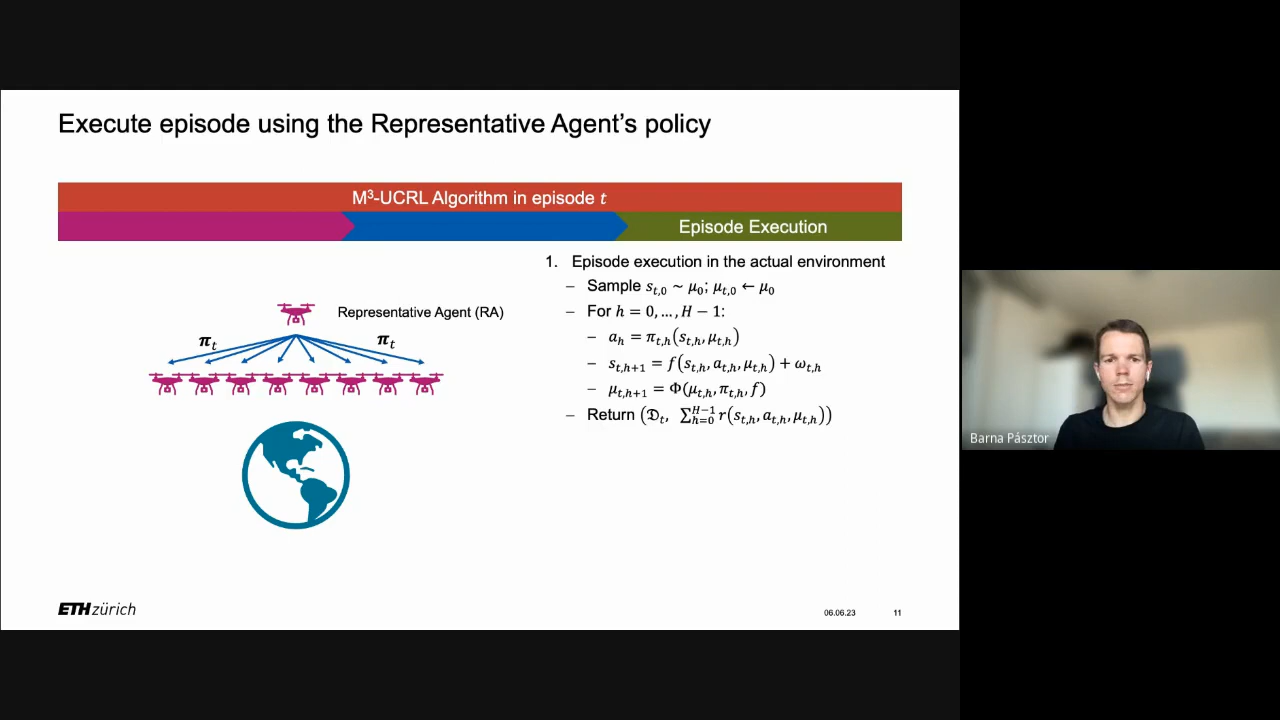 Execute episode using the Representative Agent's policy
M³-UCRL Algorithm in episode t
Episode Execution
1. Episode execution in the actual environment
– Sample s_{t,0} ~ μ_0; μ_{t,0} ← μ_0
– For h = 0, …, H − 1:
– a_h = π_{t,h}(s_{t,h}, μ_{t,h})
– s_{t,h+1} = f(s_{t,h}, a_{t,h}, μ_{t,h}) + ω_{t,h}
– μ_{t,h+1} = Φ(μ_{t,h}, π_{t,h}, f)
– Return (𝔇_t, ∑_{h=0}^{H−1} r(s_{t,h}, a_{t,h}, μ_{t,h}))
Representative Agent (RA)
π_t π_t
ETH zürich
06.06.23 11
Barna Pásztor